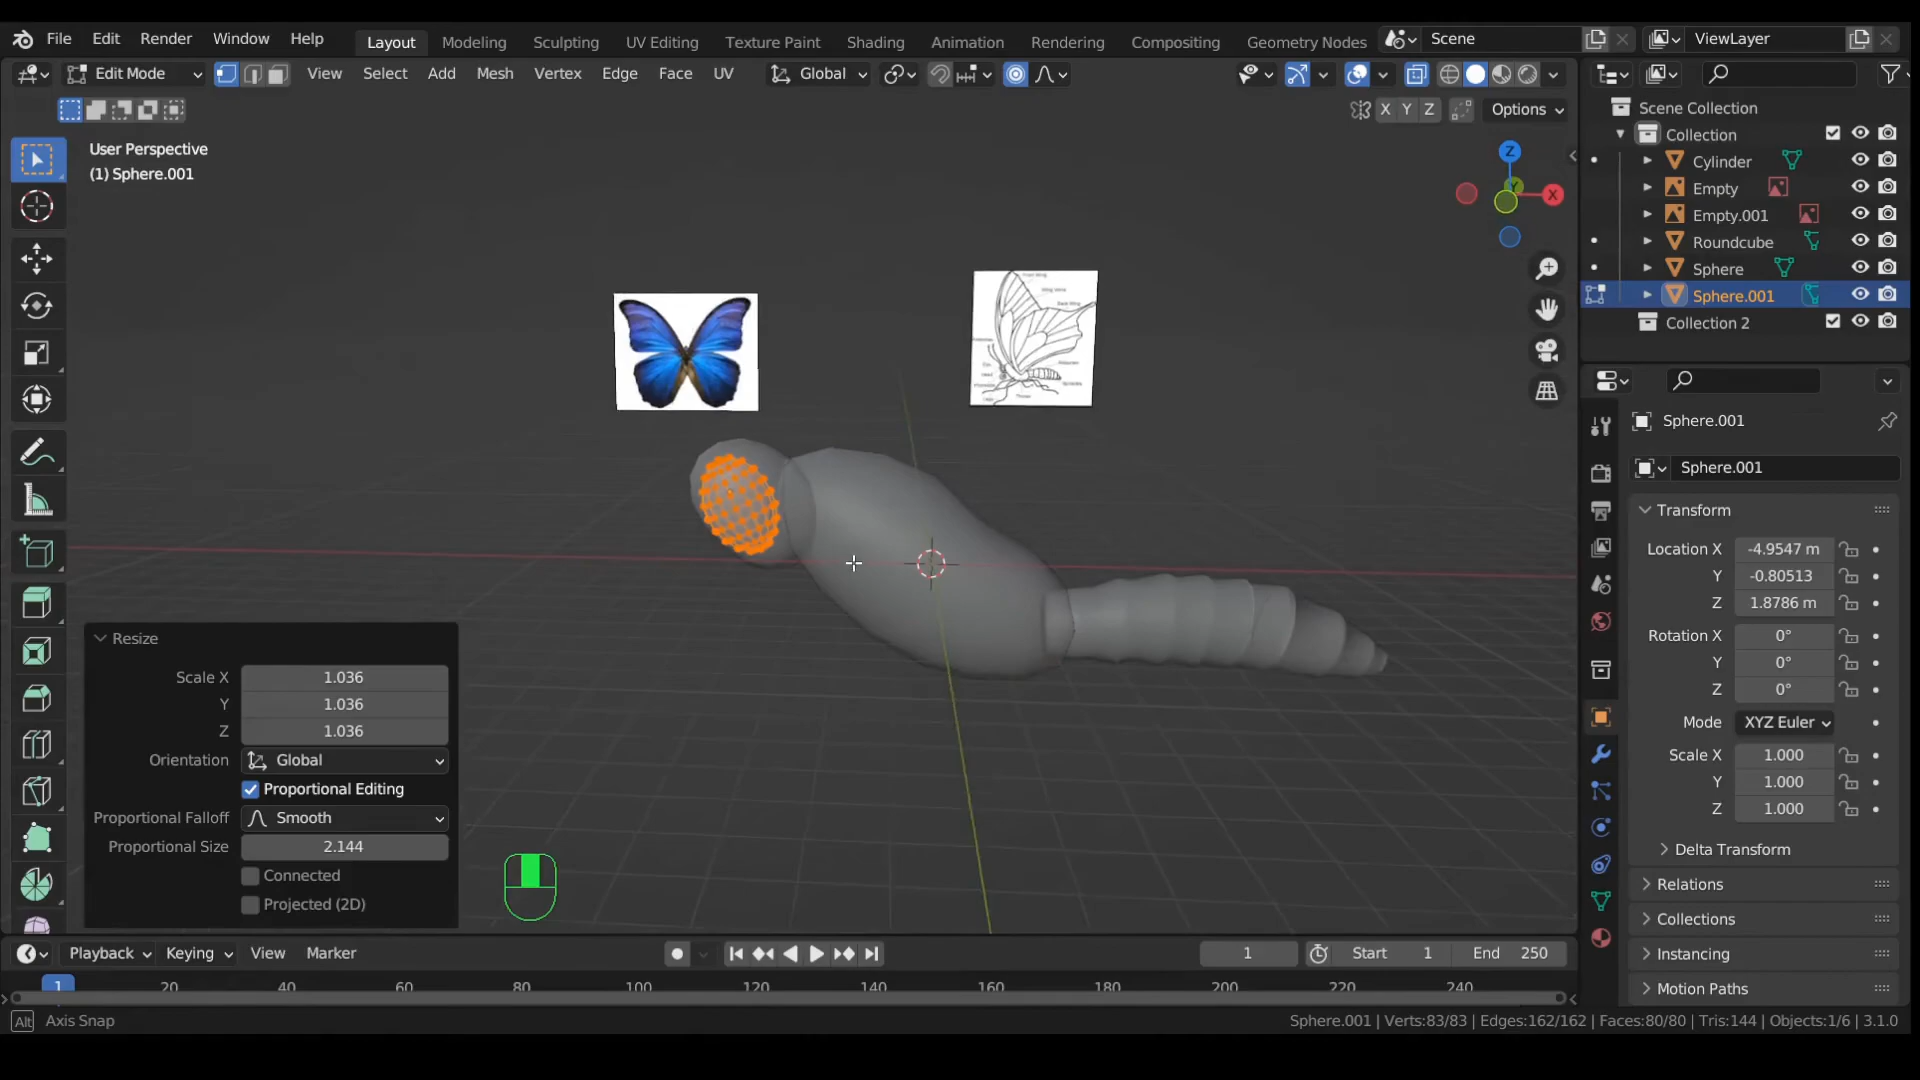 File Edit Render Window Help Layout Modeling Sculpting UV Editing Texture Paint Shading Animation Rendering Compositing Geometry Nodes Scene ViewLayer
Edit Mode View Select Add Mesh Vertex Edge Face UV Global
X Y Z Options
User Perspective
(1) Sphere.001
Z
X
Scene Collection
Collection
Cylinder
Empty
Empty.001
Roundcube
Sphere
Sphere.001
Collection 2
Sphere.001
Sphere.001
Transform
Location X -4.9547 m
Y -0.80513
Z 1.8786 m
Rotation X 0°
Y 0°
Z 0°
Mode XYZ Euler
Scale X 1.000
Y 1.000
Z 1.000
Delta Transform
Relations
Collections
Instancing
Motion Paths
Resize
Scale X 1.036
Y 1.036
Z 1.036
Orientation Global
Proportional Editing
Proportional Falloff Smooth
Proportional Size 2.144
Connected
Projected (2D)
Playback Keying View Marker 1 Start 1 End 250
1 20 40 60 80 100 120 140 160 180 200 220 240
Alt Axis Snap Sphere.001 | Verts:83/83 | Edges:162/162 | Faces:80/80 | Tris:144 | Objects:1/6 | 3.1.0